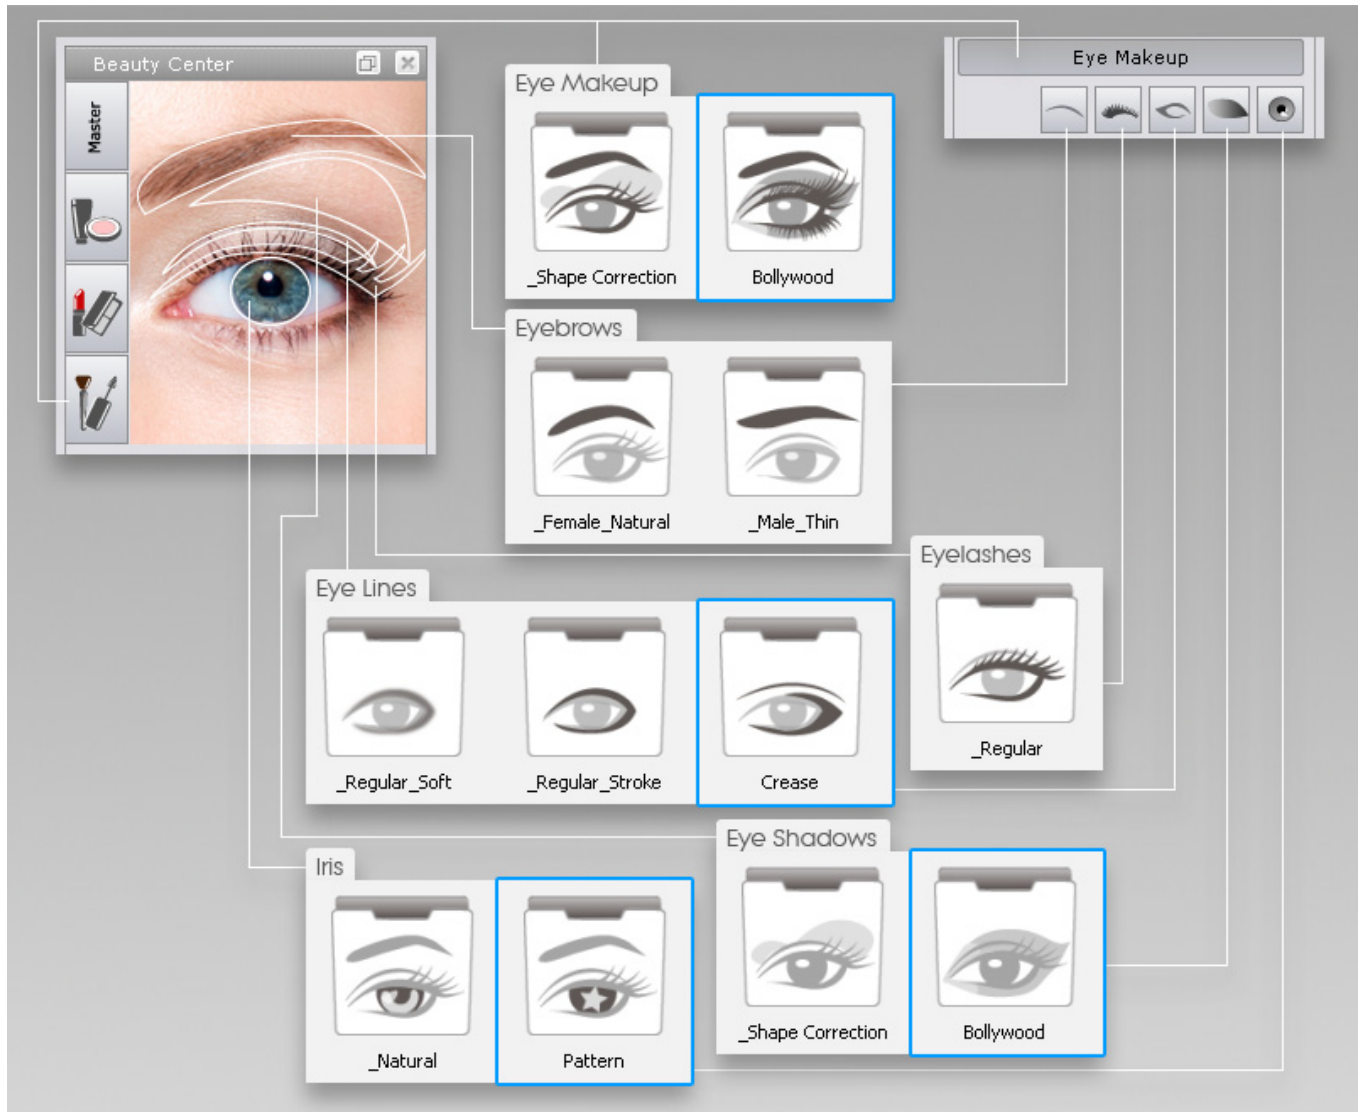 Beauty Center
Master
Eye Makeup
Eye Makeup
_Shape Correction
Bollywood
Eyebrows
_Female_Natural
_Male_Thin
Eyelashes
_Regular
Eye Lines
_Regular_Soft
_Regular_Stroke
Crease
Eye Shadows
_Shape Correction
Bollywood
Iris
_Natural
Pattern